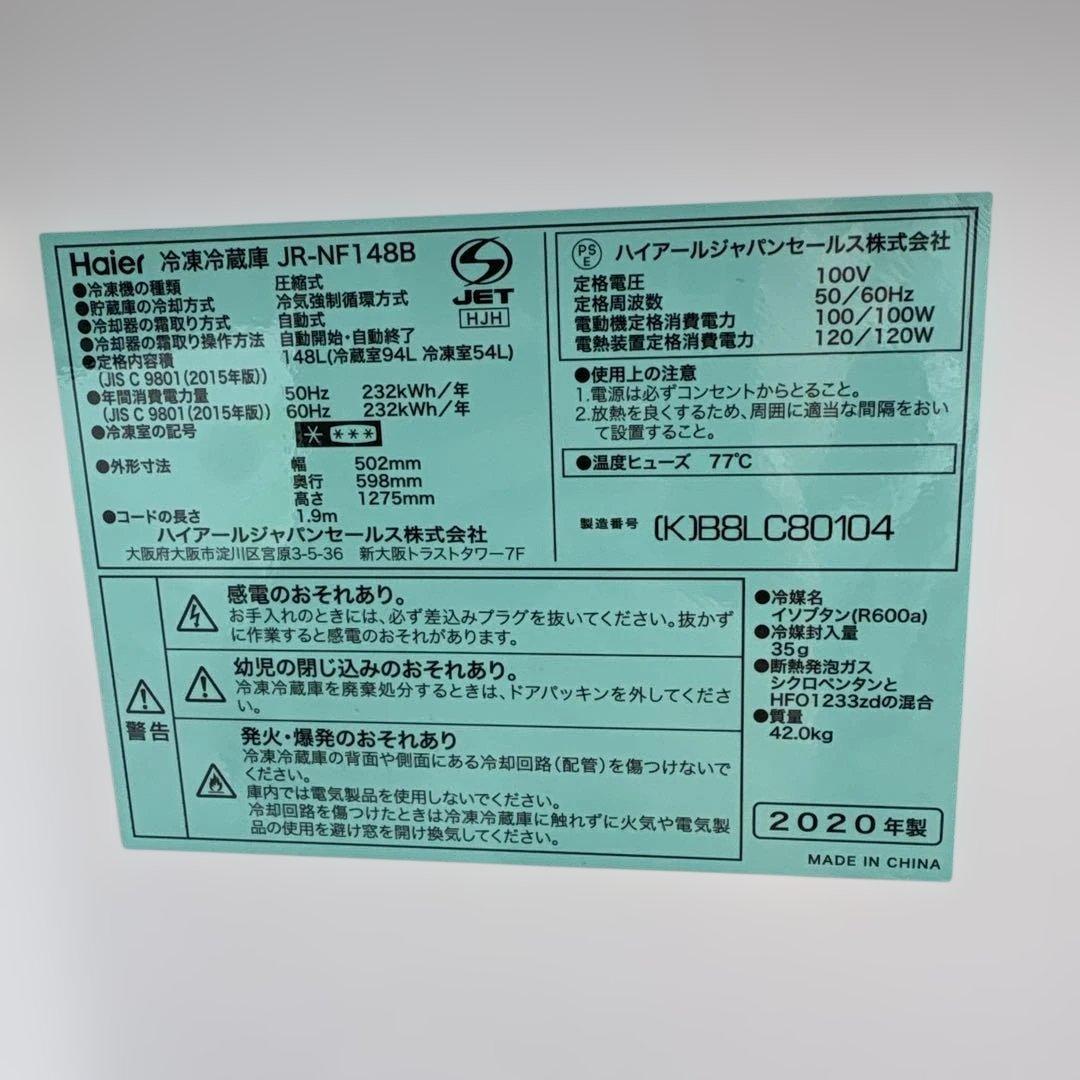 Haier 冷凍冷蔵庫 JR-NF148B
●冷凍機の種類 圧縮式
●貯蔵庫の冷却方式 冷気強制循環方式
●冷却器の霜取り方式 自動式
●冷却器の霜取り操作方法 自動開始・自動終了
●定格内容積 148L(冷蔵室94L 冷凍室54L)
(JIS C 9801(2015年版))
●年間消費電力量 50Hz 232kWh/年
(JIS C 9801(2015年版)) 60Hz 232kWh/年
●冷凍室の記号 * ***
●外形寸法 幅 502mm
奥行 598mm
高さ 1275mm
●コードの長さ 1.9m
ハイアールジャパンセールス株式会社
大阪府大阪市淀川区宮原3-5-36 新大阪トラストタワー7F
S
JET
HJH
PS
E
ハイアールジャパンセールス株式会社
定格電圧 100V
定格周波数 50/60Hz
電動機定格消費電力 100/100W
電熱装置定格消費電力 120/120W
●使用上の注意
1.電源は必ずコンセントからとること。
2.放熱を良くするため、周囲に適当な間隔をおい
て設置すること。
●温度ヒューズ 77℃
製造番号 (K)B8LC80104
警告
感電のおそれあり。
お手入れのときには、必ず差込みプラグを抜いてください。抜かず
に作業すると感電のおそれがあります。
幼児の閉じ込みのおそれあり。
冷凍冷蔵庫を廃棄処分するときは、ドアパッキンを外してくださ
い。
発火・爆発のおそれあり
冷凍冷蔵庫の背面や側面にある冷却回路(配管)を傷つけないで
ください。
庫内では電気製品を使用しないでください。
冷却回路を傷つけたときは冷凍冷蔵庫に触れずに火気や電気製
品の使用を避け窓を開け換気してください。
●冷媒名
イソブタン(R600a)
●冷媒封入量
35g
●断熱発泡ガス
シクロペンタンと
HFO1233zdの混合
●質量
42.0kg
2020年製
MADE IN CHINA